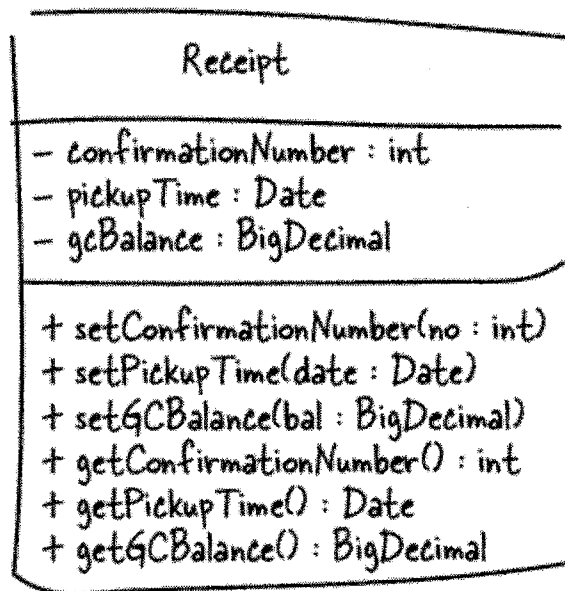 Receipt
- confirmationNumber : int
- pickupTime : Date
- gcBalance : BigDecimal
+ setConfirmationNumber(no : int)
+ setPickupTime(date : Date)
+ setGCBalance(bal : BigDecimal)
+ getConfirmationNumber() : int
+ getPickupTime() : Date
+ getGCBalance() : BigDecimal